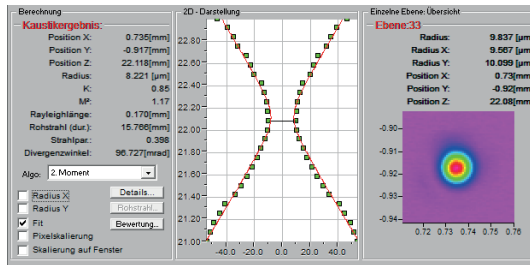 Berechnung
Kaustikergebnis:
Position X: 0.735[mm]
Position Y: -0.917[mm]
Position Z: 22.118[mm]
Radius: 8.221 [µm]
K: 0.85
M²: 1.17
Rayleighlänge: 0.170[mm]
Rohstrahl (dur.): 15.766[mm]
Strahlpar.: 0.398
Divergenzwinkel: 96.727[mrad]
Algo: 2. Moment
Radius X
Details...
Radius Y
Rohstrahl...
Fit
Bewertung...
Pixelskalierung
Skalierung auf Fenster
2D - Darstellung
22.80
22.60
22.40
22.20
22.00
21.80
21.60
21.40
21.20
21.00
-40.0 -20.0 0.0 20.0 40.0
Einzelne Ebene: Übersicht
Ebene:33
Radius: 9.837 [µm]
Radius X: 9.567 [µm]
Radius Y: 10.099 [µm]
Position X: 0.73[mm]
Position Y: -0.92[mm]
Position Z: 22.08[mm]
-0.90
-0.91
-0.92
-0.93
-0.94
0.72 0.73 0.74 0.75 0.76